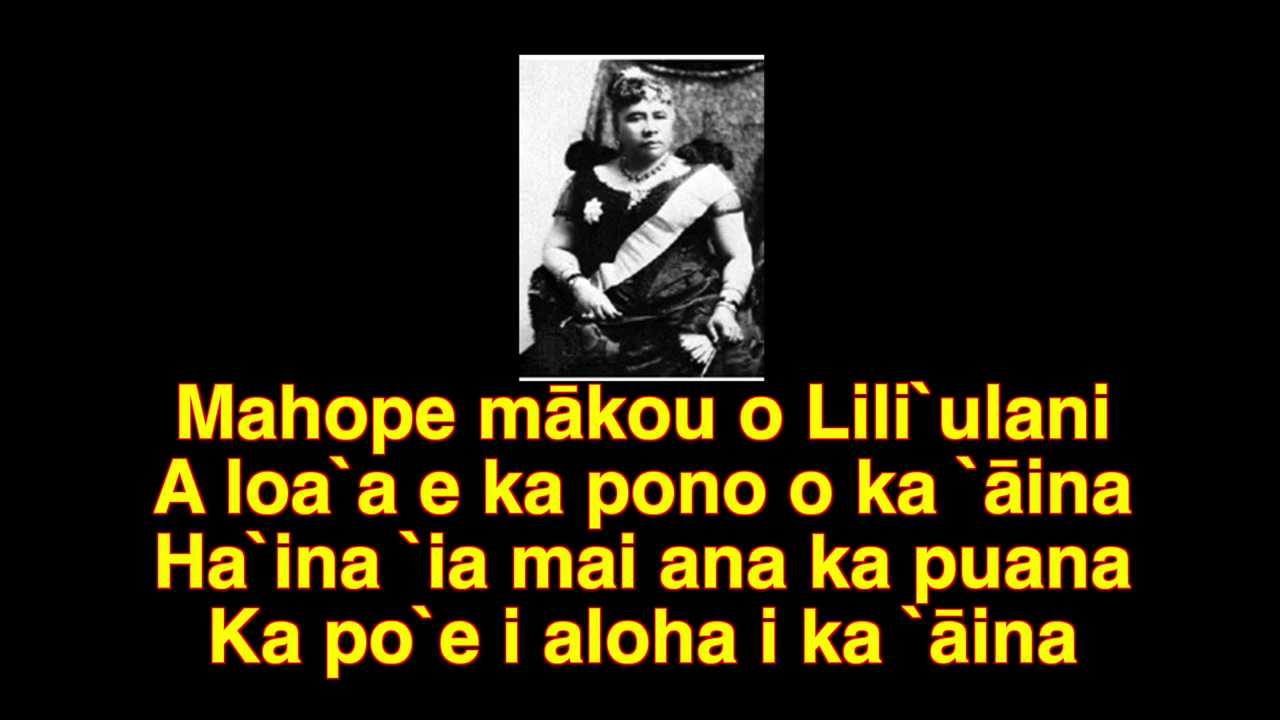 Mahope mākou o Lili`ulani
A loa`a e ka pono o ka `āina
Ha`ina `ia mai ana ka puana
Ka po`e i aloha i ka `āina